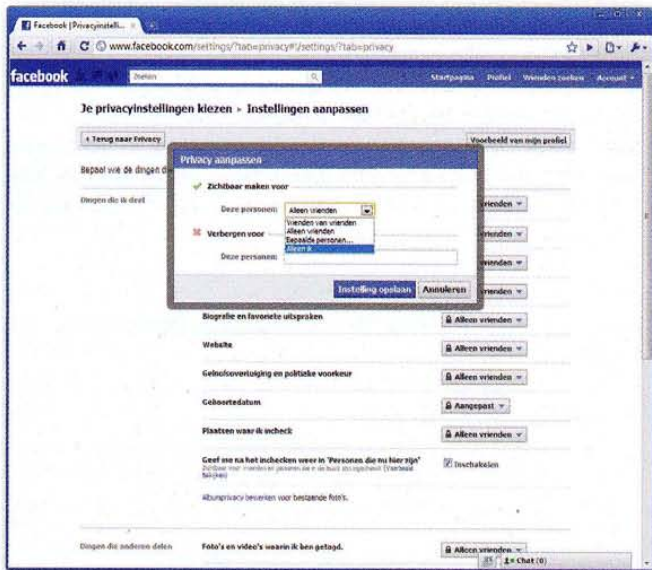 Facebook | Privacyinstelli...
www.facebook.com/settings/?tab=privacy#!/settings/?tab=privacy
facebook
Zoeken
Startpagina Profiel Vrienden zoeken Account
Je privacyinstellingen kiezen ▸ Instellingen aanpassen
Terug naar Privacy
Voorbeeld van mijn profiel
Bepaal wie de dingen d
Privacy aanpassen
Zichtbaar maken voor
Dingen die ik deel
Deze personen: Alleen vrienden
vrienden
Vrienden van vrienden
Alleen vrienden
Bepaalde personen...
Alleen ik
Verbergen voor
vrienden
Deze personen:
vrienden
Instelling opslaan Annuleren
vrienden
Biografie en favoriete uitspraken
Alleen vrienden
Website
Alleen vrienden
Geloofsovertuiging en politieke voorkeur
Alleen vrienden
Geboortedatum
Aangepast
Plaatsen waar ik incheck
Alleen vrienden
Geef me na het inchecken weer in 'Personen die nu hier zijn'
Inschakelen
Albumprivacy bewerken voor bestaande foto's.
Dingen die anderen delen
Foto's en video's waarin ik ben getagd.
Alleen vrienden
Chat (0)